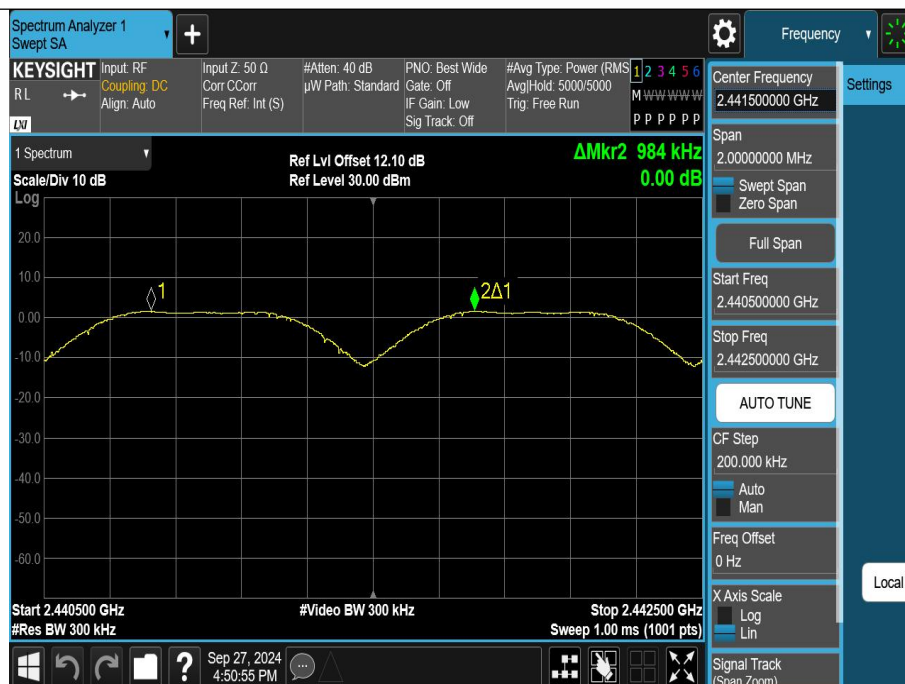 Spectrum Analyzer 1
Swept SA
Frequency
KEYSIGHT
RL
LXI
Input: RF
Coupling: DC
Align: Auto
Input Z: 50 Ω
Corr CCorr
Freq Ref: Int (S)
#Atten: 40 dB
µW Path: Standard
PNO: Best Wide
Gate: Off
IF Gain: Low
Sig Track: Off
#Avg Type: Power (RMS
Avg|Hold: 5000/5000
Trig: Free Run
1 2 3 4 5 6
M W W W W W
P P P P P P
1 Spectrum
Scale/Div 10 dB
Log
Ref Lvl Offset 12.10 dB
Ref Level 30.00 dBm
ΔMkr2 984 kHz
0.00 dB
20.0
10.0
0.00
-10.0
-20.0
-30.0
-40.0
-50.0
-60.0
1
2Δ1
Start 2.440500 GHz
#Res BW 300 kHz
#Video BW 300 kHz
Stop 2.442500 GHz
Sweep 1.00 ms (1001 pts)
Center Frequency
2.441500000 GHz
Span
2.00000000 MHz
Swept Span
Zero Span
Full Span
Start Freq
2.440500000 GHz
Stop Freq
2.442500000 GHz
AUTO TUNE
CF Step
200.000 kHz
Auto
Man
Freq Offset
0 Hz
X Axis Scale
Log
Lin
Signal Track
(Span Zoom)
Settings
Local
?
Sep 27, 2024
4:50:55 PM